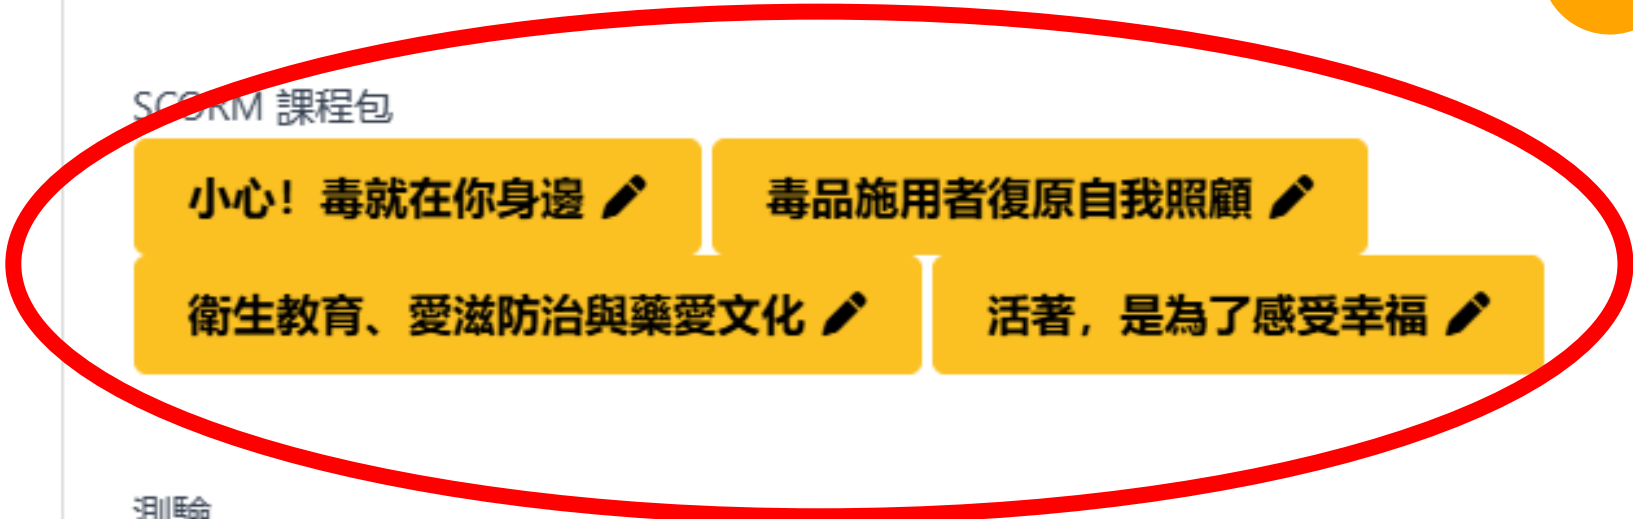 SCORM 課程包
小心！毒就在你身邊 毒品施用者復原自我照顧
衛生教育、愛滋防治與藥愛文化 活著，是為了感受幸福
測驗